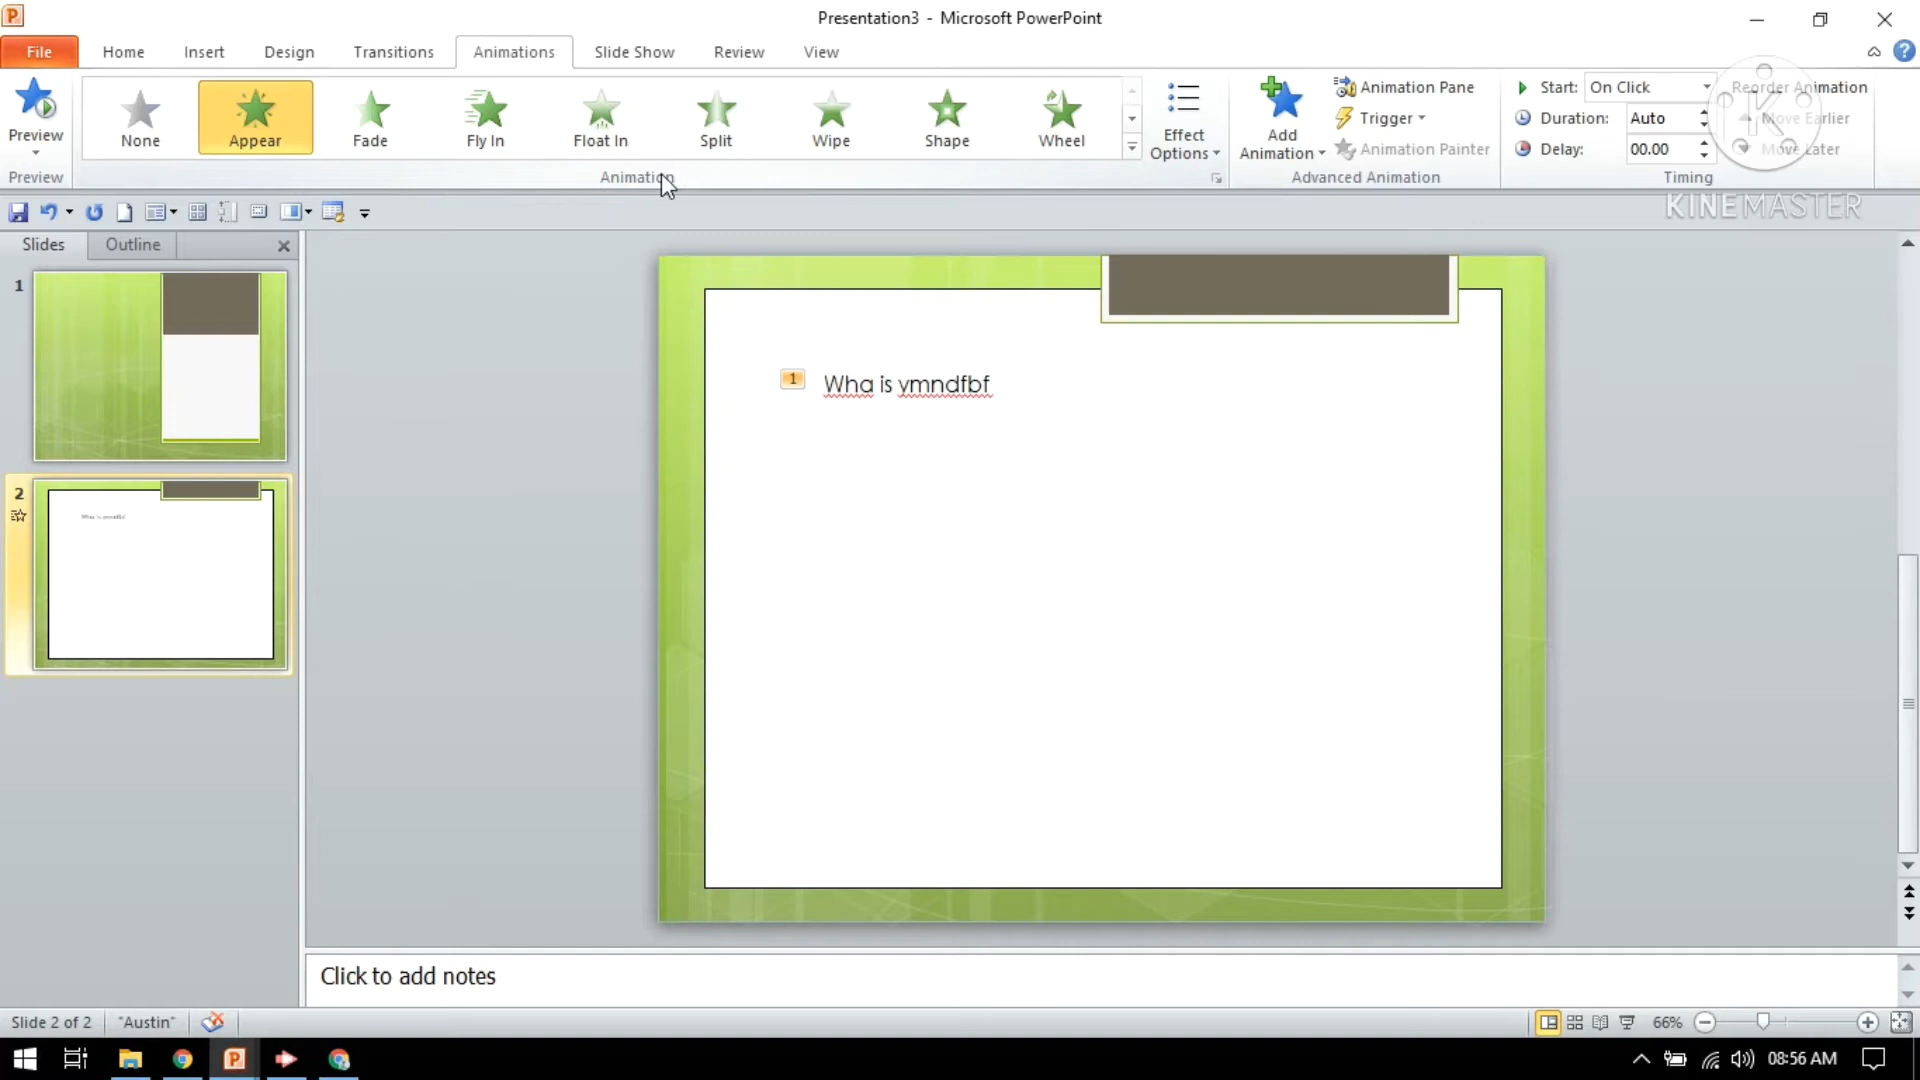 Presentation3 - Microsoft PowerPoint
File Home Insert Design Transitions Animations Slide Show Review View
Preview
Preview
None
Appear
Fade
Fly In
Float In
Split
Wipe
Shape
Wheel
Animation
Effect
Options
Add
Animation
Animation Pane
Trigger
Animation Painter
Advanced Animation
Start: On Click
Duration: Auto
Delay: 00.00
Reorder Animation
Move Earlier
Move Later
Timing
K
KINEMASTER
Slides Outline
1
2
Wha is ymndfbf
1
Wha is ymndfbf
Click to add notes
Slide 2 of 2 "Austin" 66%
08:56 AM